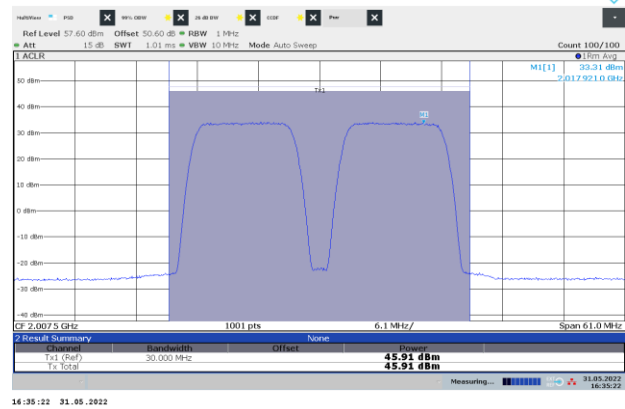 MultiView PSD 99% OBW 26 dB BW CCDF Pwr
Ref Level 57.60 dBm Offset 50.60 dB RBW 1 MHz
Att 15 dB SWT 1.01 ms VBW 10 MHz Mode Auto Sweep Count 100/100
1 ACLR 1Rm Avg
M1[1] 33.31 dBm
2.0179210 GHz
Tx1
50 dBm
40 dBm
M1
30 dBm
20 dBm
10 dBm
0 dBm
-10 dBm
-20 dBm
-30 dBm
-40 dBm
CF 2.0075 GHz 1001 pts 6.1 MHz/ Span 61.0 MHz
2 Result Summary None
Channel Bandwidth Offset Power
Tx1 (Ref) 30.000 MHz 45.91 dBm
Tx Total 45.91 dBm
Measuring... 31.05.2022
16:35:22
16:35:22 31.05.2022